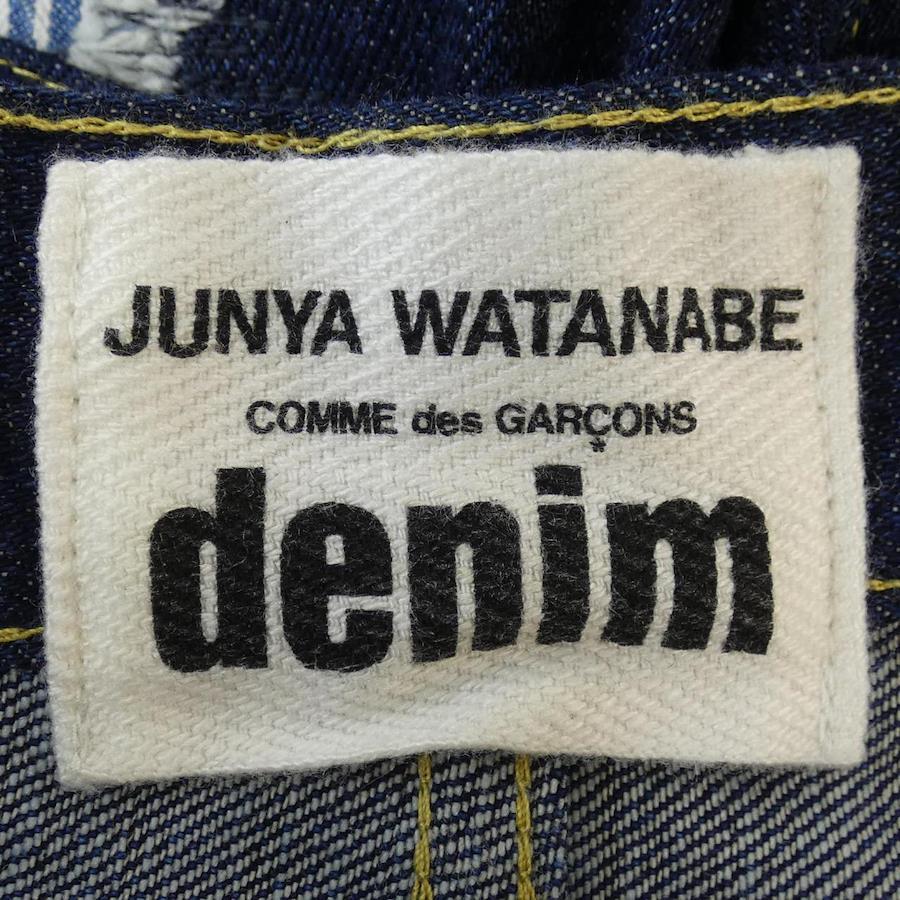 JUNYA WATANABE
COMME des GARÇONS
denim